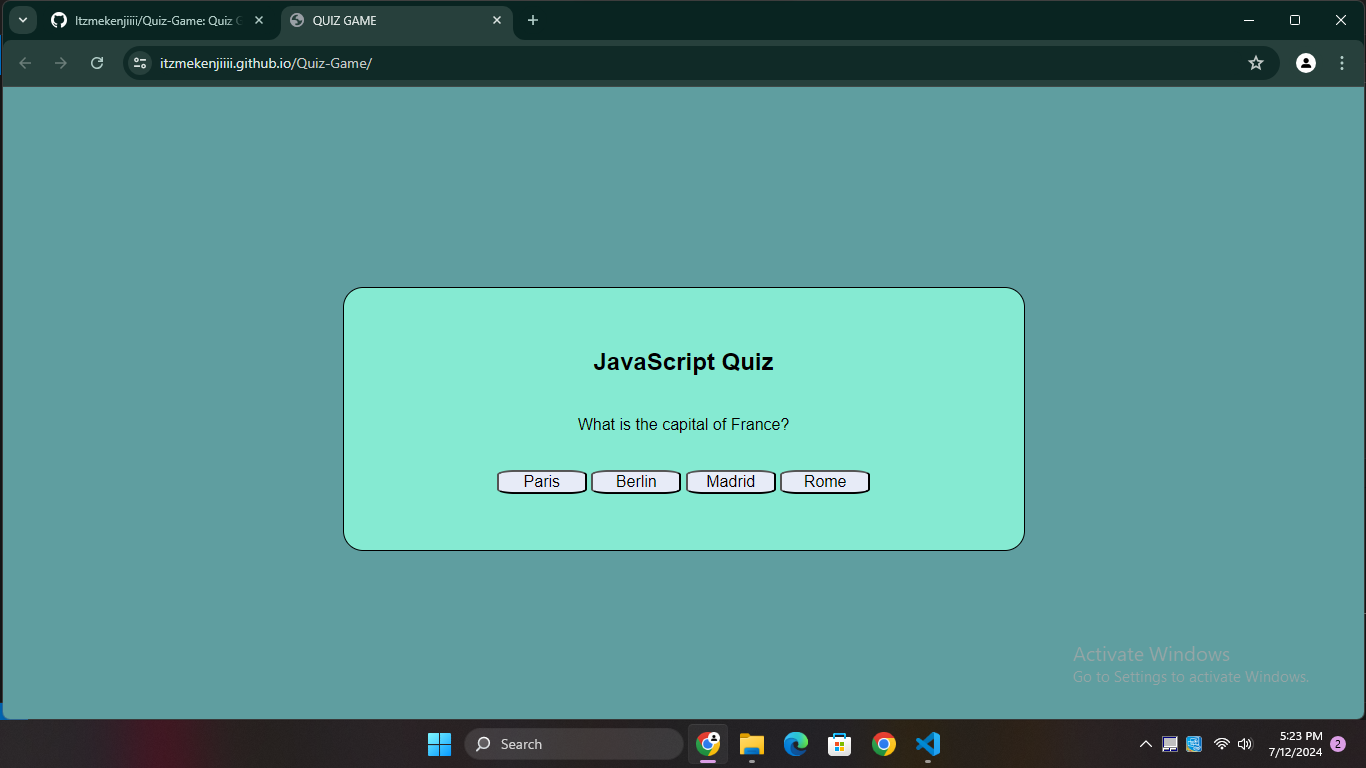 Itzmekenjiiii/Quiz-Game: Quiz
QUIZ GAME
itzmekenjiiii.github.io/Quiz-Game/
JavaScript Quiz
What is the capital of France?
Paris Berlin Madrid Rome
Activate Windows
Go to Settings to activate Windows.
Search
5:23 PM
7/12/2024
2